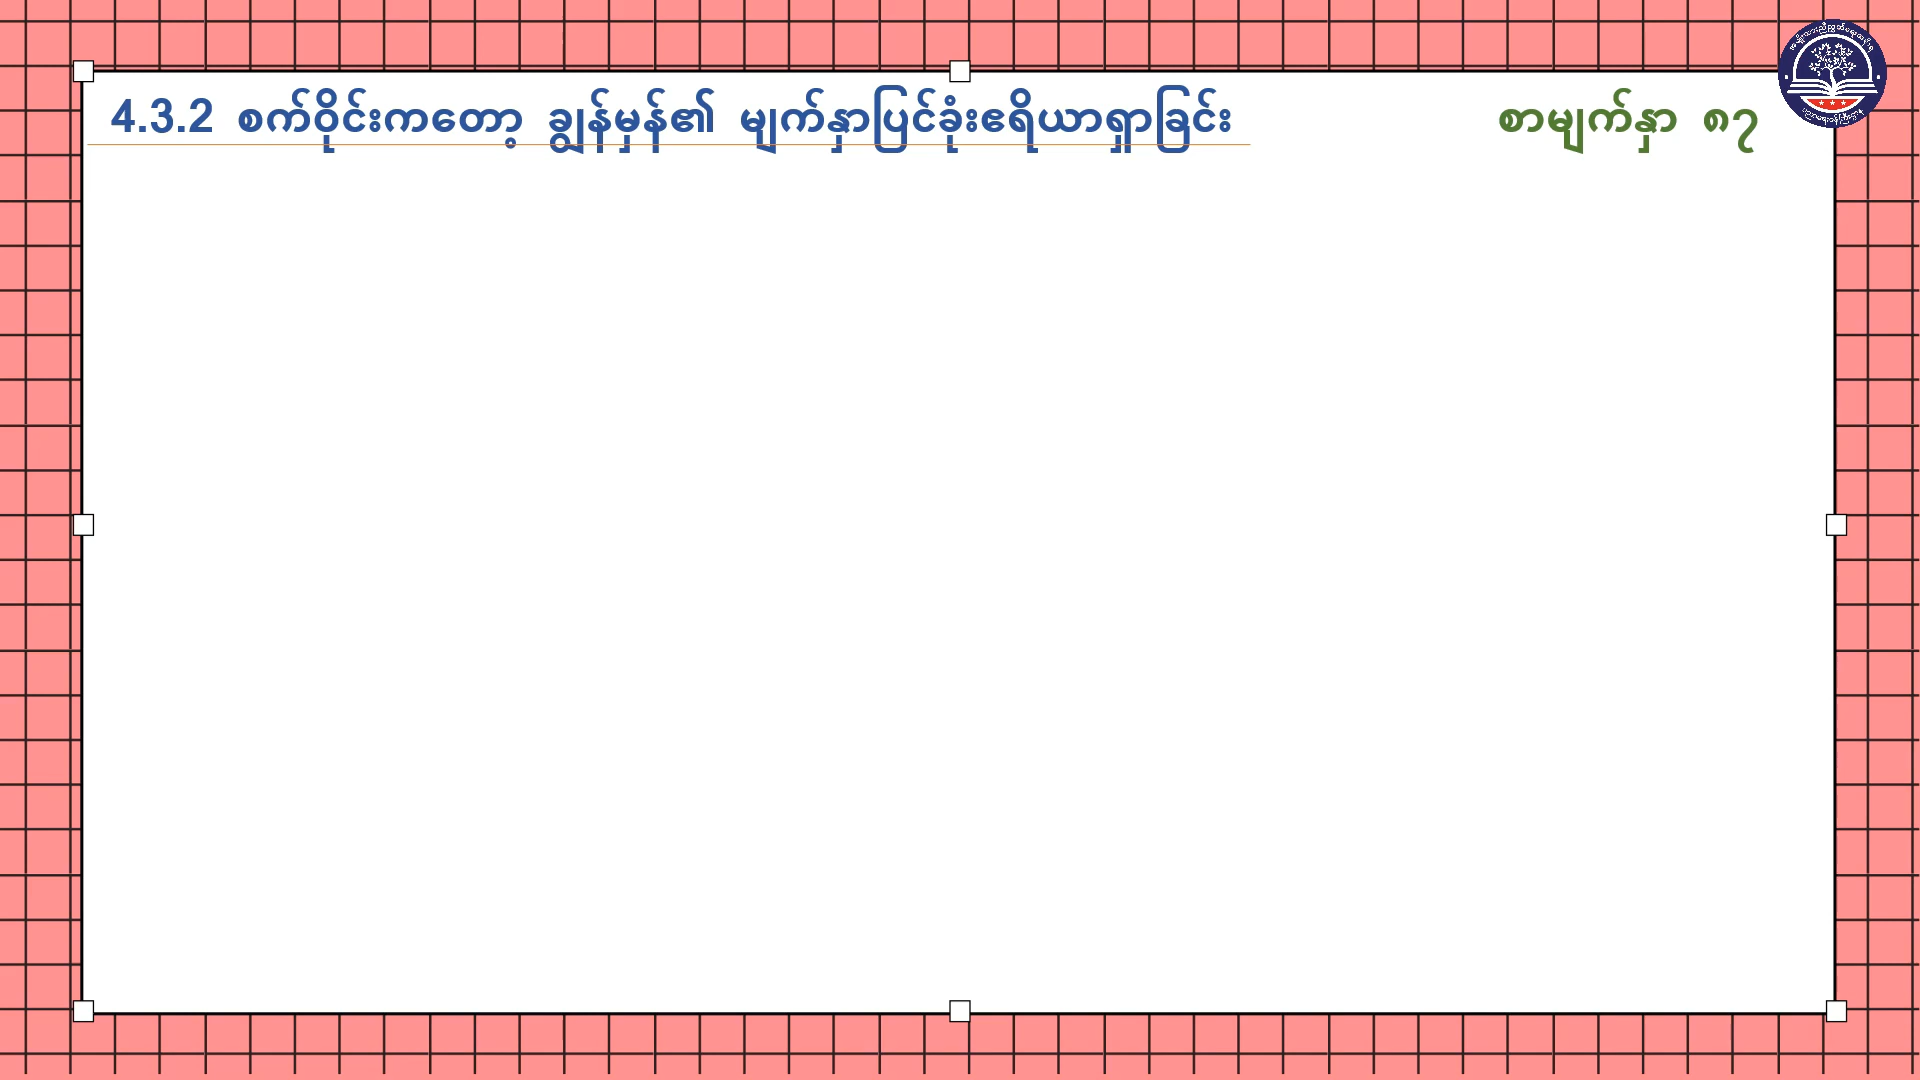 4.3.2 စက်ဝိုင်းကတော့ ချွန်မှန်၏ မျက်နှာပြင်ခုံးဧရိယာရှာခြင်း
စာမျက်နှာ ၈၇